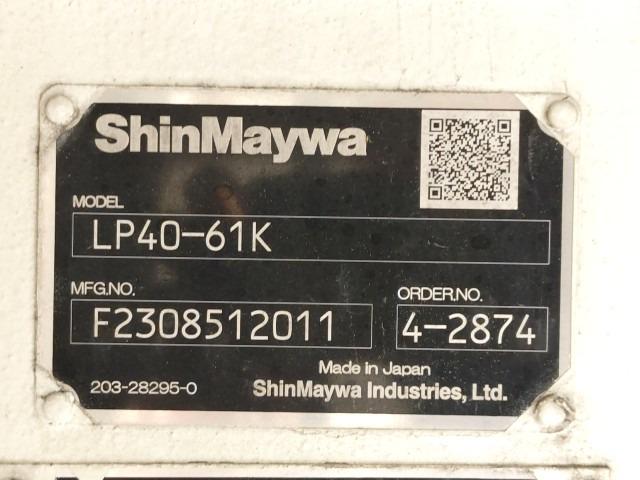 ShinMaywa
MODEL
LP40-61K
MFG.NO. ORDER.NO.
F2308512011 4-2874
Made in Japan
203-28295-0 ShinMaywa Industries, Ltd.